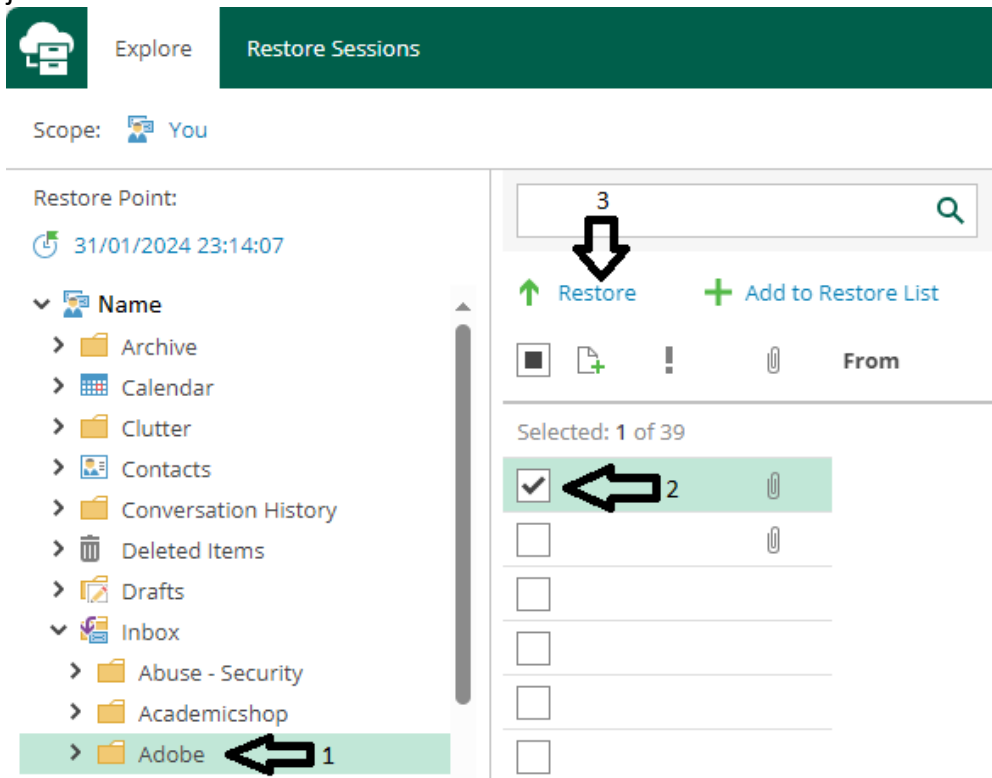 Explore
Restore Sessions
Scope:
You
Restore Point:
31/01/2024 23:14:07
Name
Archive
Calendar
Clutter
Contacts
Conversation History
Deleted Items
Drafts
Inbox
Abuse - Security
Academicshop
Adobe
1
3
Restore
Add to Restore List
!
From
Selected: 1 of 39
2